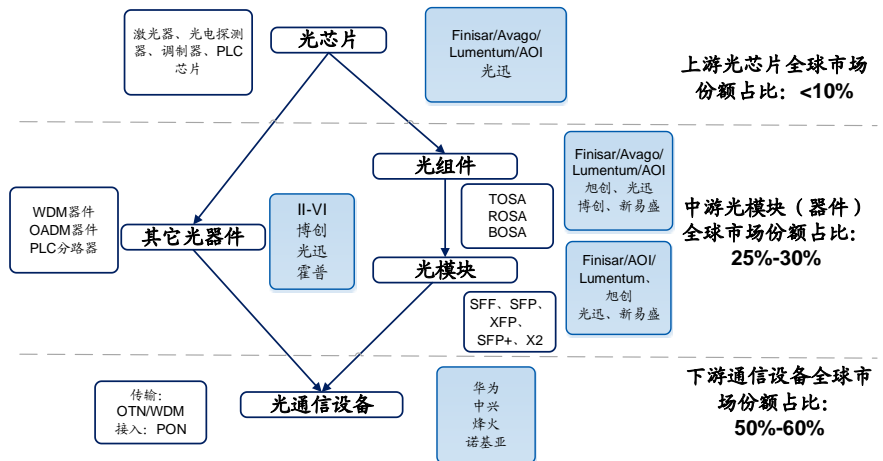 激光器、光电探测
器、调制器、PLC
芯片
光芯片
Finisar/Avago/
Lumentum/AOI
光迅
上游光芯片全球市场
份额占比：<10%
光组件
Finisar/Avago/
Lumentum/AOI
旭创、光迅
博创、新易盛
TOSA
ROSA
BOSA
WDM器件
OADM器件
PLC分路器
其它光器件
II-VI
博创
光迅
霍普
中游光模块（器件）
全球市场份额占比：
25%-30%
光模块
Finisar/AOI/
Lumentum、
旭创
光迅、新易盛
SFF、SFP、
XFP、
SFP+、X2
传输：
OTN/WDM
接入：PON
光通信设备
华为
中兴
烽火
诺基亚
下游通信设备全球市
场份额占比：
50%-60%